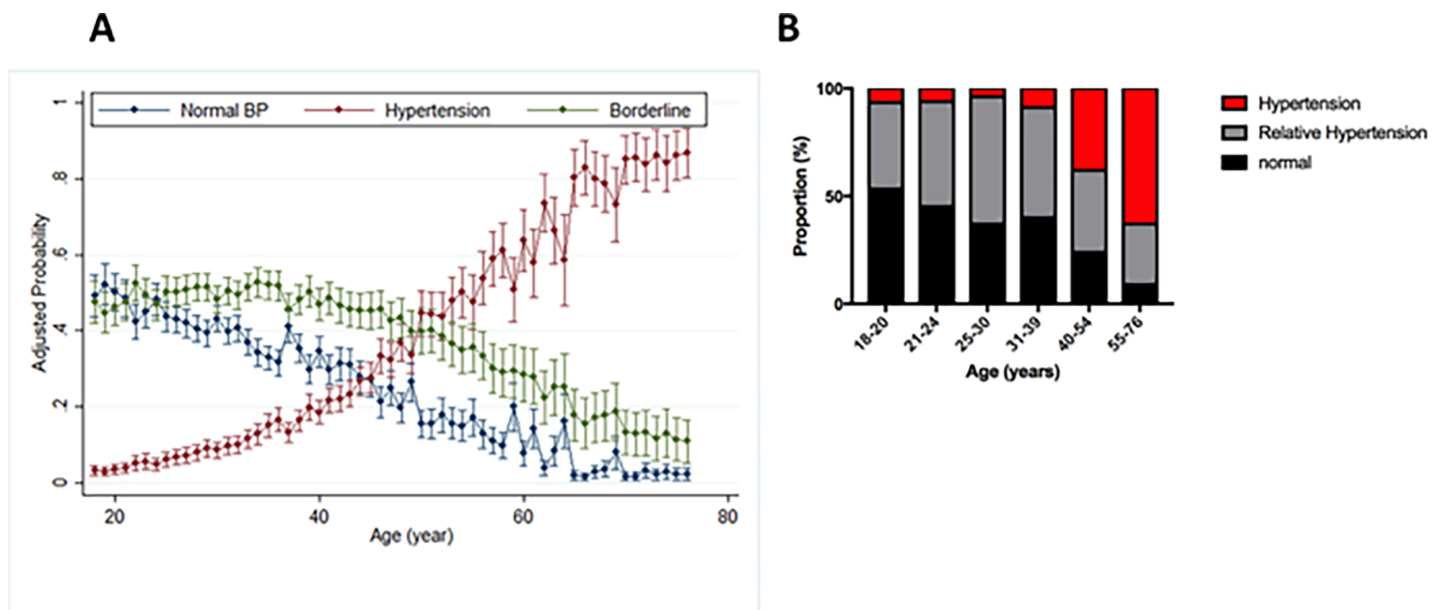 A
Normal BP Hypertension Borderline
1
.8
.6
.4
.2
0
Adjusted Probability
20 40 60 80
Age (year)
B
100
50
0
Proportion (%)
18-20 21-24 25-30 31-39 40-54 55-76
Age (years)
Hypertension
Relative Hypertension
normal